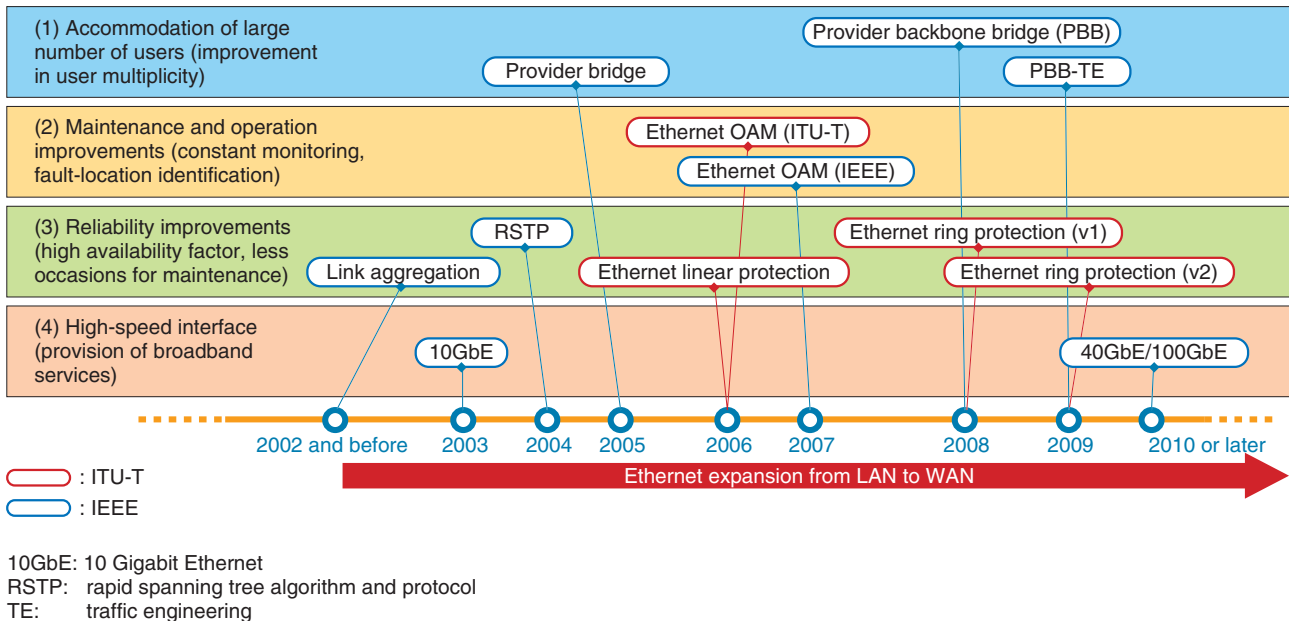 (1) Accommodation of large
number of users (improvement
in user multiplicity)
Provider backbone bridge (PBB)
Provider bridge
PBB-TE
(2) Maintenance and operation
improvements (constant monitoring,
fault-location identification)
Ethernet OAM (ITU-T)
Ethernet OAM (IEEE)
(3) Reliability improvements
(high availability factor, less
occasions for maintenance)
RSTP
Ethernet ring protection (v1)
Link aggregation
Ethernet linear protection
Ethernet ring protection (v2)
(4) High-speed interface
(provision of broadband
services)
10GbE
40GbE/100GbE
2002 and before
2003
2004
2005
2006
2007
2008
2009
2010 or later
Ethernet expansion from LAN to WAN
: ITU-T
: IEEE
10GbE: 10 Gigabit Ethernet
RSTP: rapid spanning tree algorithm and protocol
TE: traffic engineering